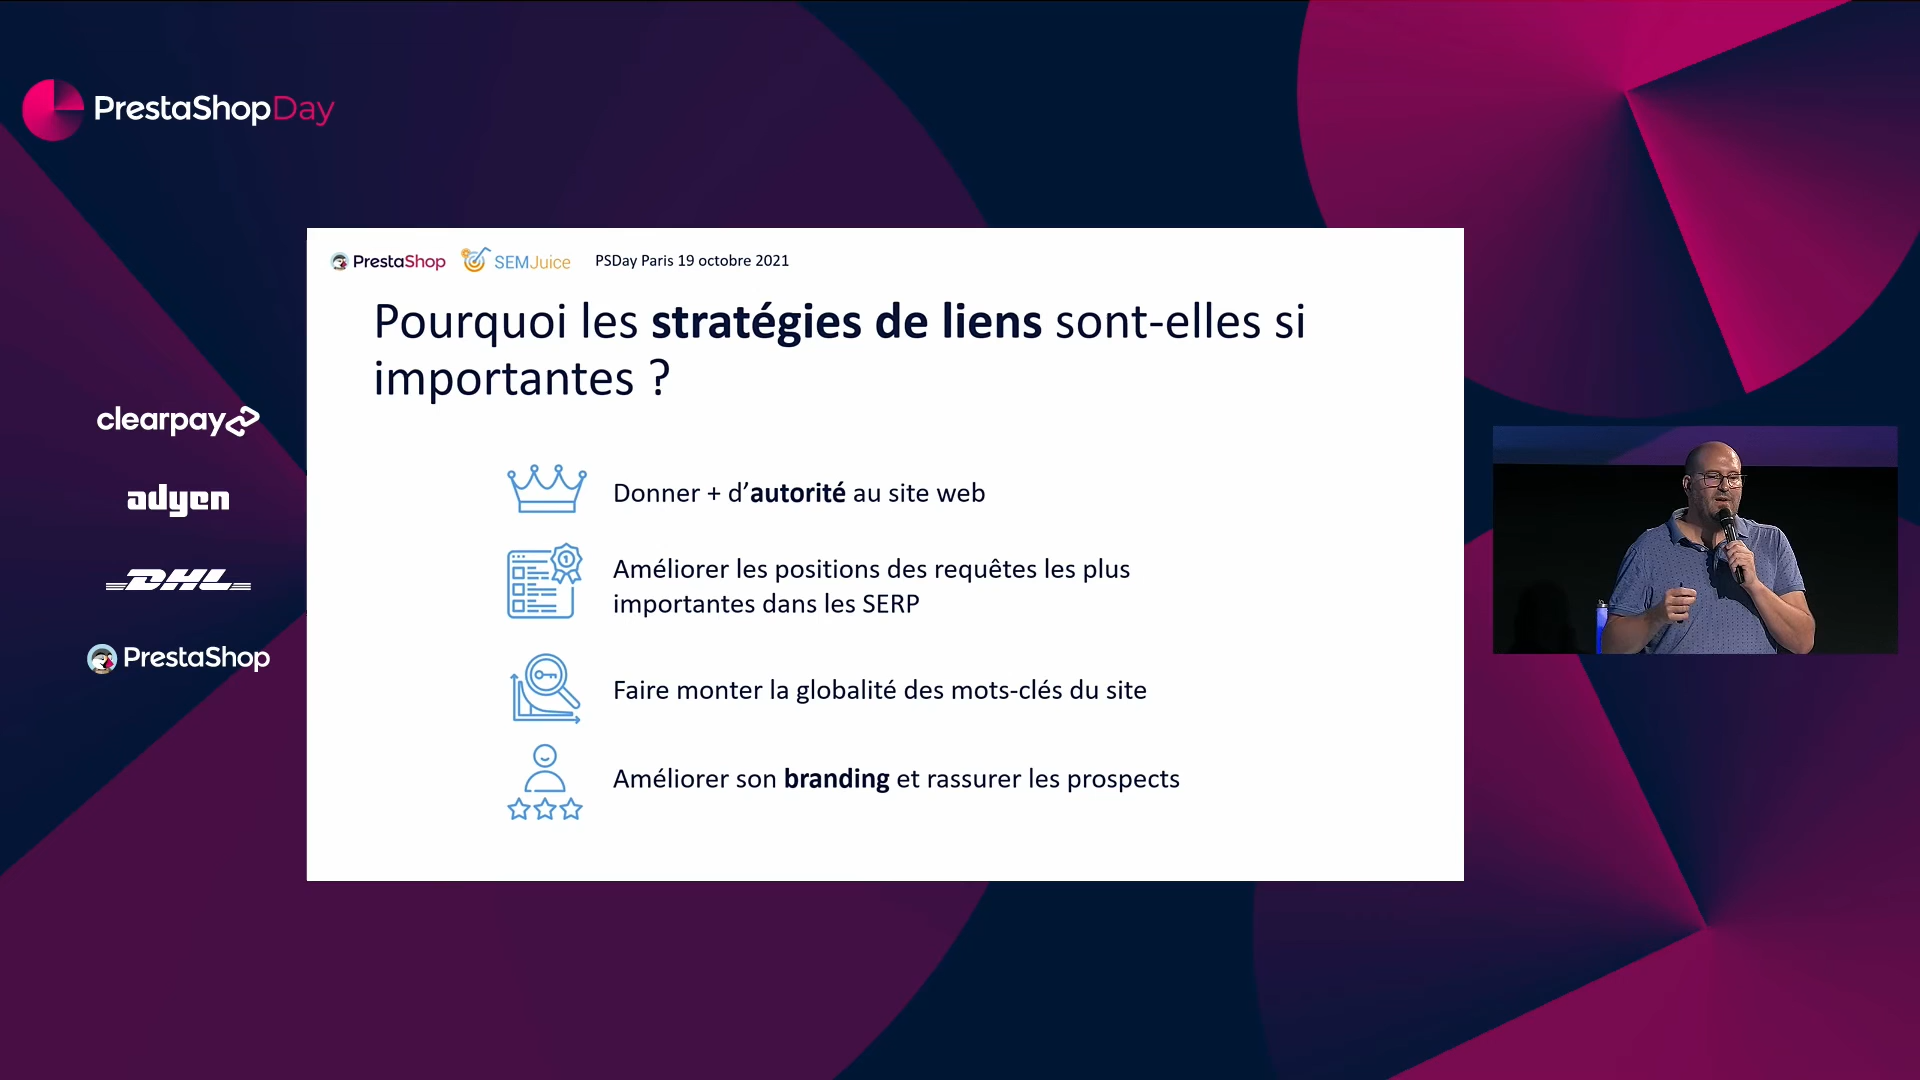 PrestaShopDay
PrestaShop SEMJuice PSDay Paris 19 octobre 2021
Pourquoi les stratégies de liens sont-elles si
importantes ?
clearpay
adyen
DHL
PrestaShop
Donner + d’autorité au site web
1
Améliorer les positions des requêtes les plus
importantes dans les SERP
Faire monter la globalité des mots-clés du site
Améliorer son branding et rassurer les prospects